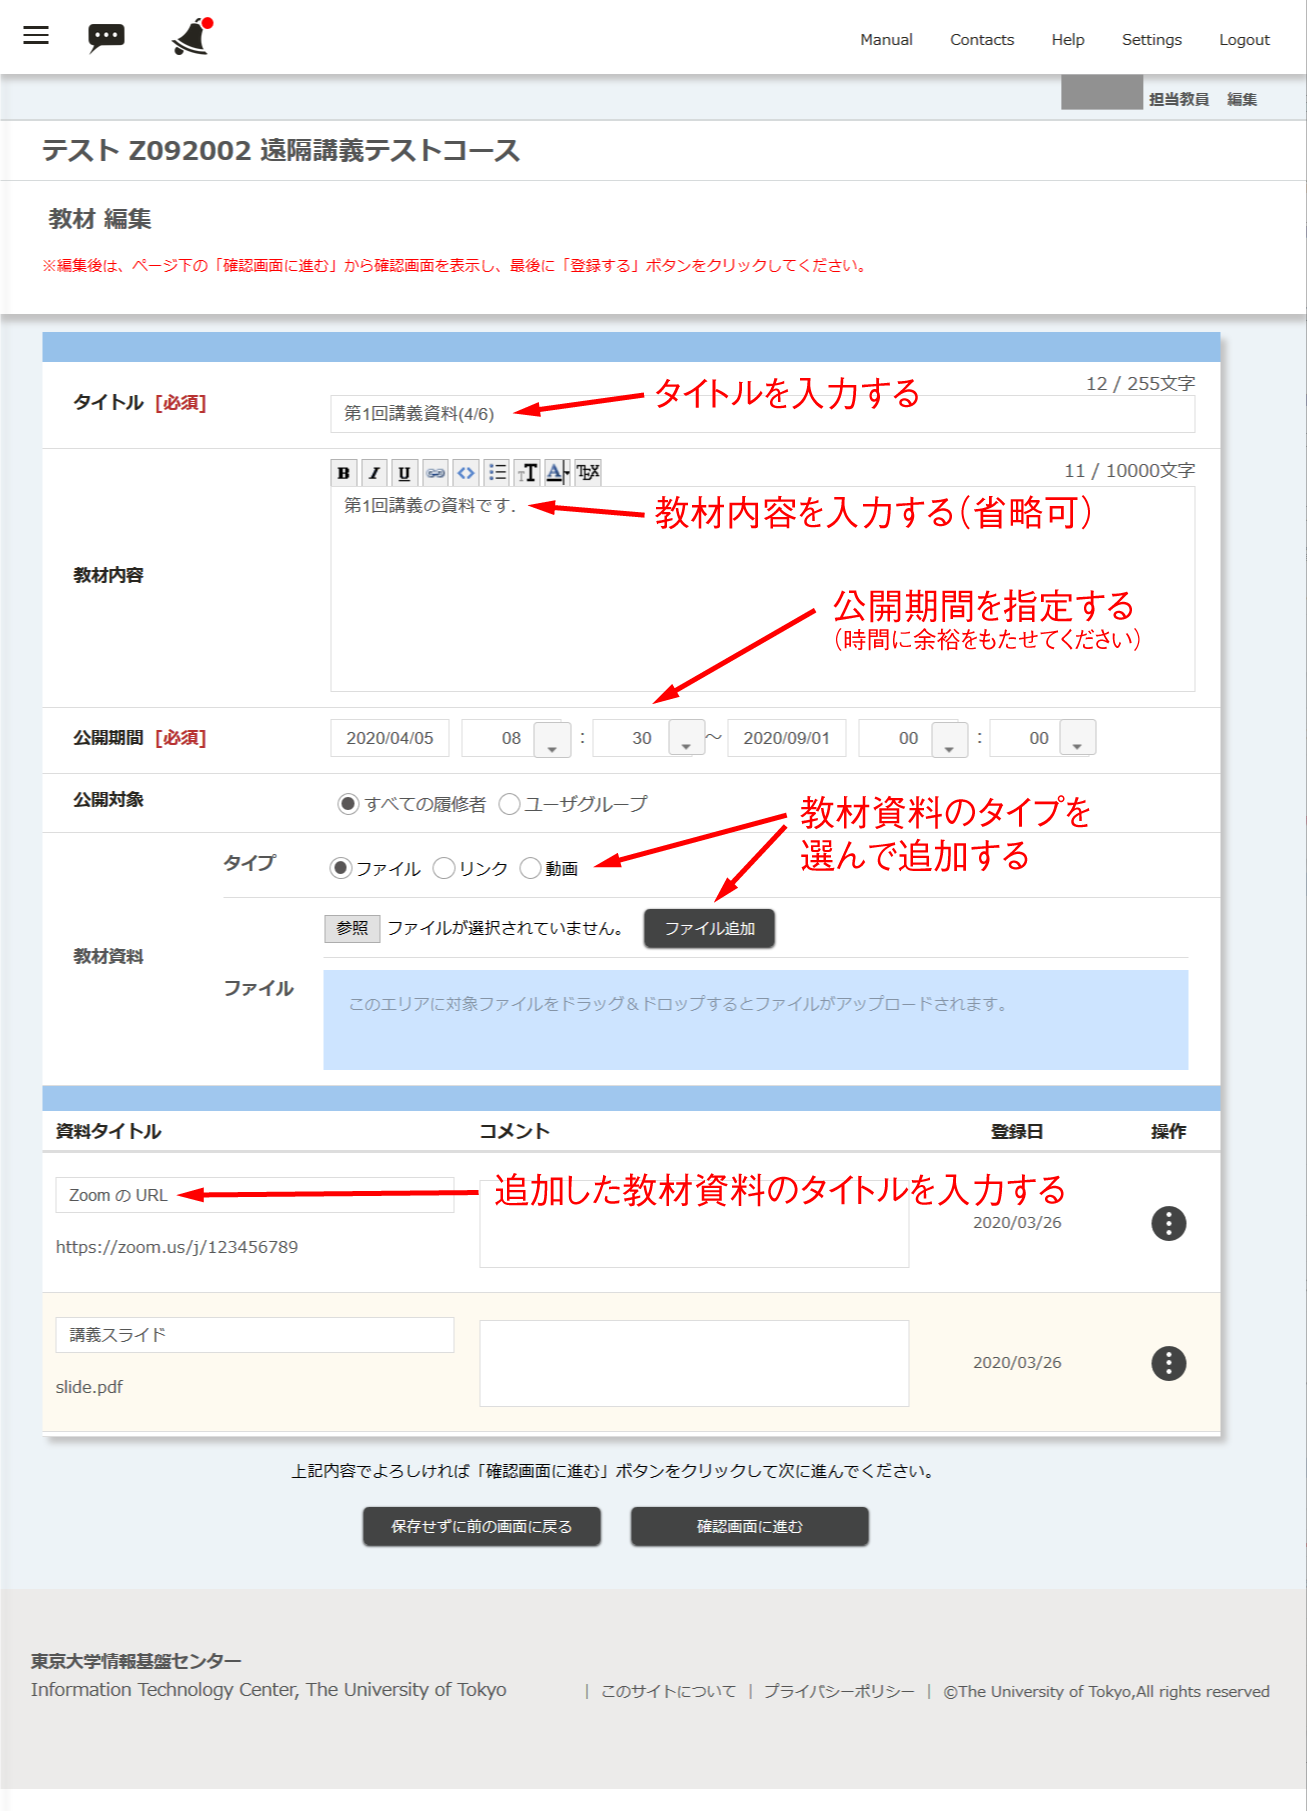 Manual Contacts Help Settings Logout
担当教員 編集
テスト Z092002 遠隔講義テストコース
教材 編集
※編集後は、ページ下の「確認画面に進む」から確認画面を表示し、最後に「登録する」ボタンをクリックしてください。
12 / 255文字
タイトル [必須]
第1回講義資料(4/6)
タイトルを入力する
B I U T T A TEX
11 / 10000文字
第1回講義の資料です.
教材内容を入力する(省略可)
教材内容
公開期間を指定する
(時間に余裕をもたせてください)
公開期間 [必須]
2020/04/05 08 : 30 ～ 2020/09/01 00 : 00
公開対象
すべての履修者 ユーザグループ
教材資料のタイプを
選んで追加する
タイプ
ファイル リンク 動画
参照 ファイルが選択されていません。 ファイル追加
教材資料
ファイル
このエリアに対象ファイルをドラッグ＆ドロップするとファイルがアップロードされます。
資料タイトル コメント 登録日 操作
Zoom の URL
追加した教材資料のタイトルを入力する
2020/03/26
https://zoom.us/j/123456789
講義スライド
2020/03/26
slide.pdf
上記内容でよろしければ「確認画面に進む」ボタンをクリックして次に進んでください。
保存せずに前の画面に戻る 確認画面に進む
東京大学情報基盤センター
Information Technology Center, The University of Tokyo
| このサイトについて | プライバシーポリシー | ©The University of Tokyo,All rights reserved